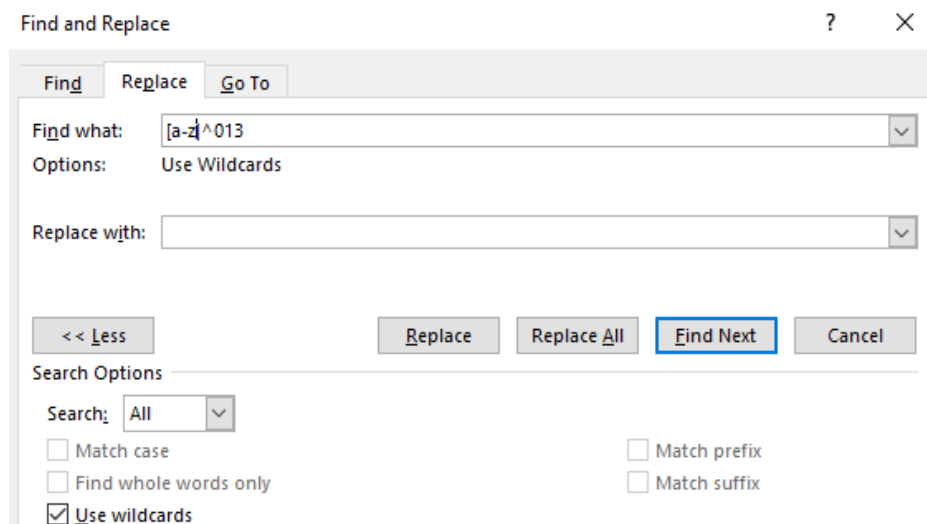 Find and Replace ? ×
Find Replace Go To
Find what: [a-z]^013
Options: Use Wildcards
Replace with:
<< Less Replace Replace All Find Next Cancel
Search Options
Search: All
Match case Match prefix
Find whole words only Match suffix
Use wildcards